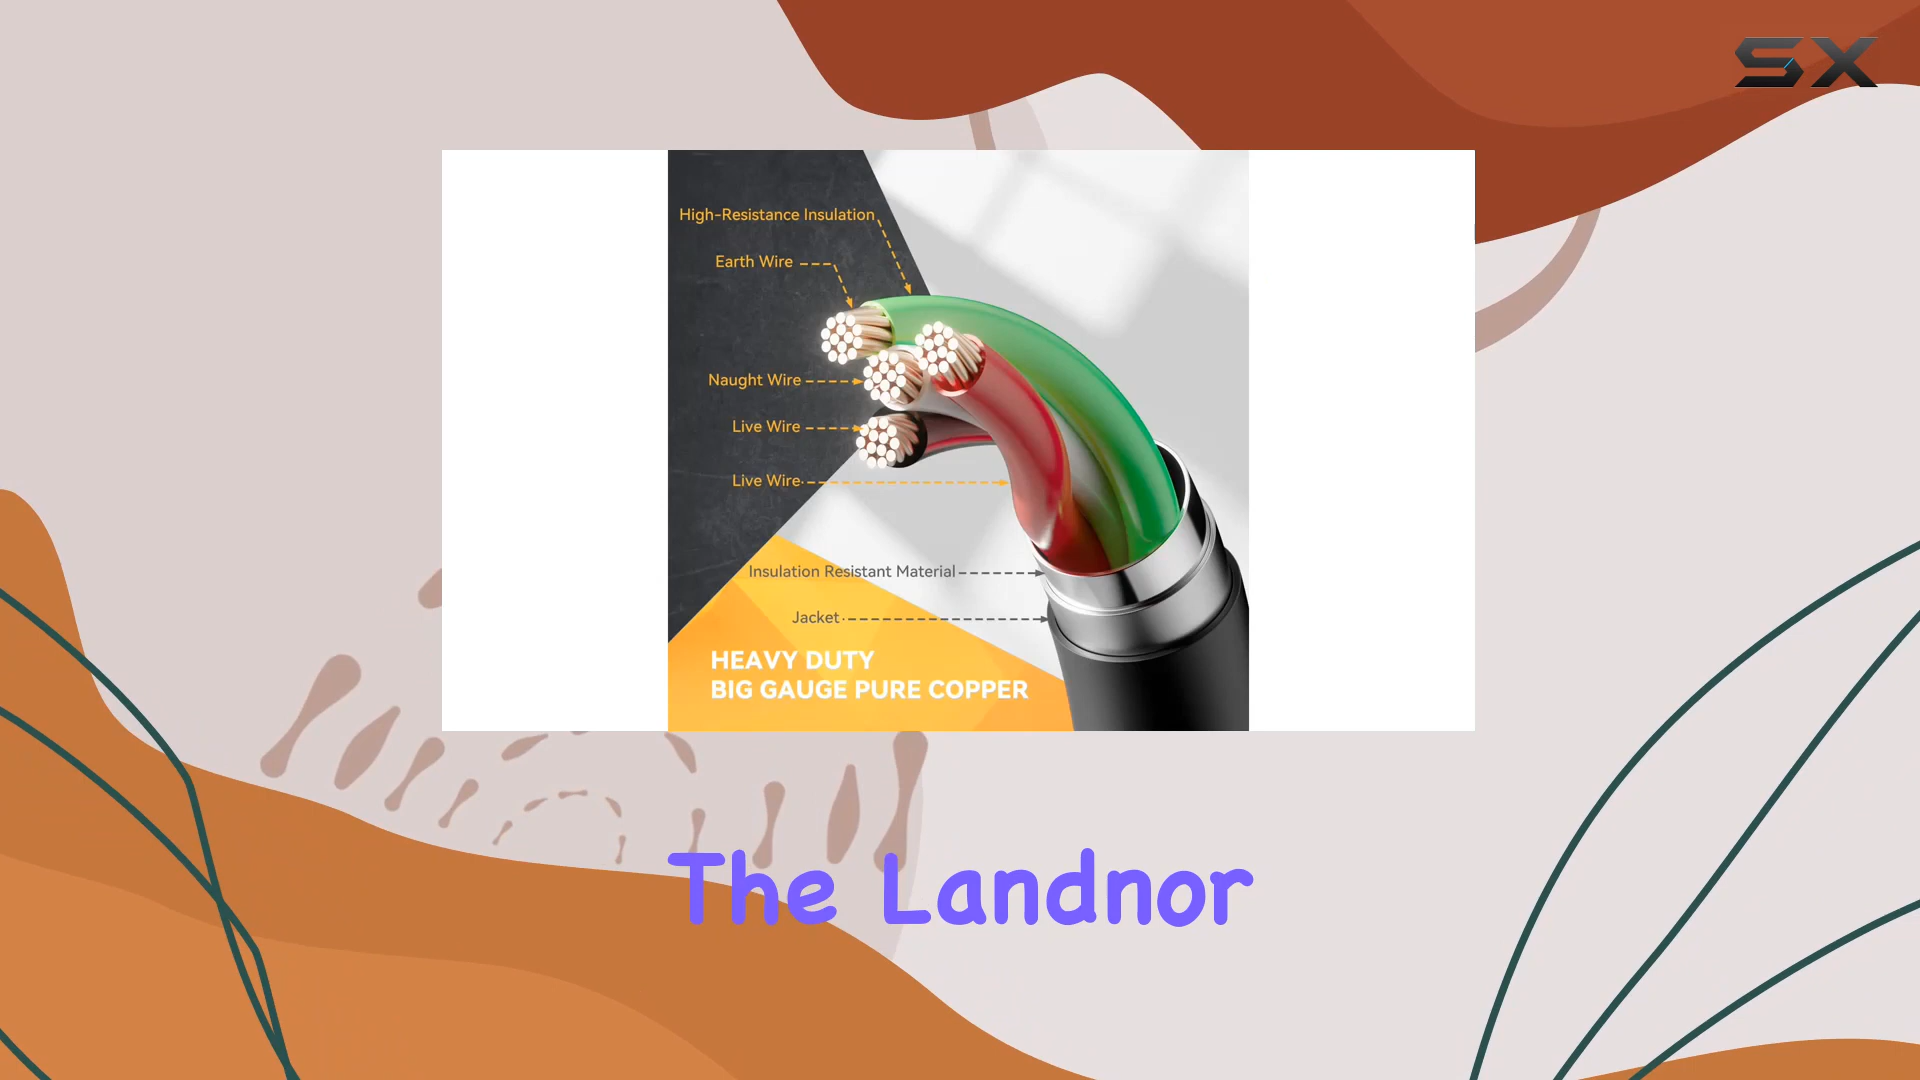 SX
High-Resistance Insulation
Earth Wire
Naught Wire
Live Wire
Live Wire
Insulation Resistant Material
Jacket
HEAVY DUTY
BIG GAUGE PURE COPPER
The Landnor